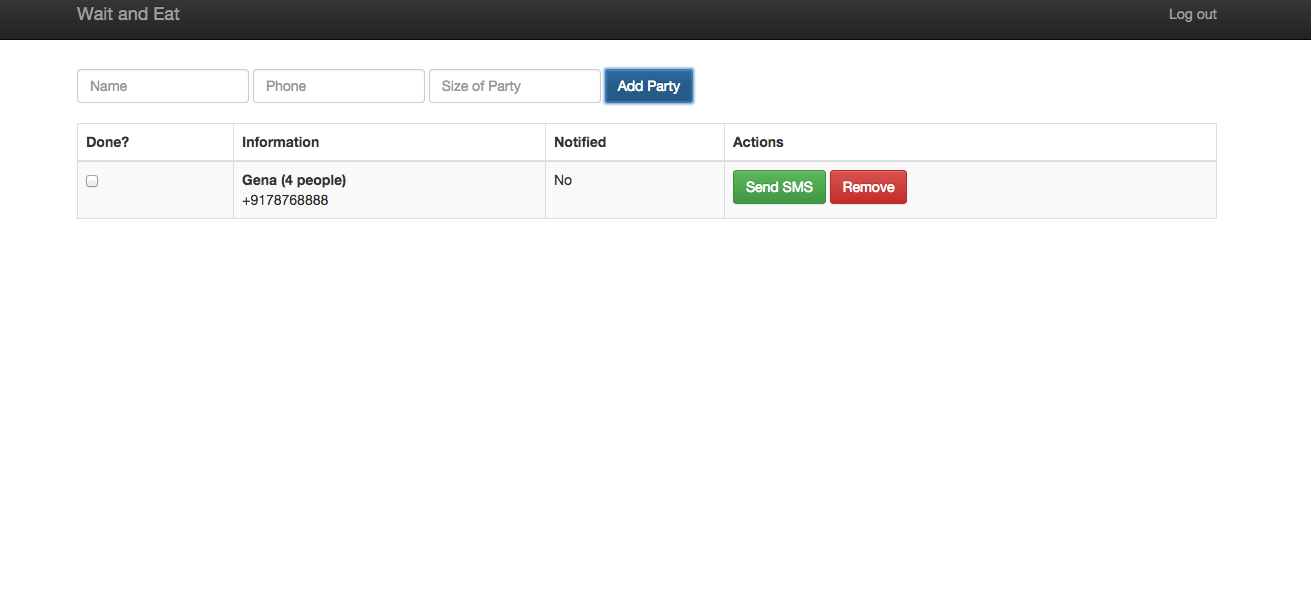 Wait and Eat
Log out
Name
Phone
Size of Party
Add Party
Done?
Information
Notified
Actions
Gena (4 people)
+9178768888
No
Send SMS
Remove